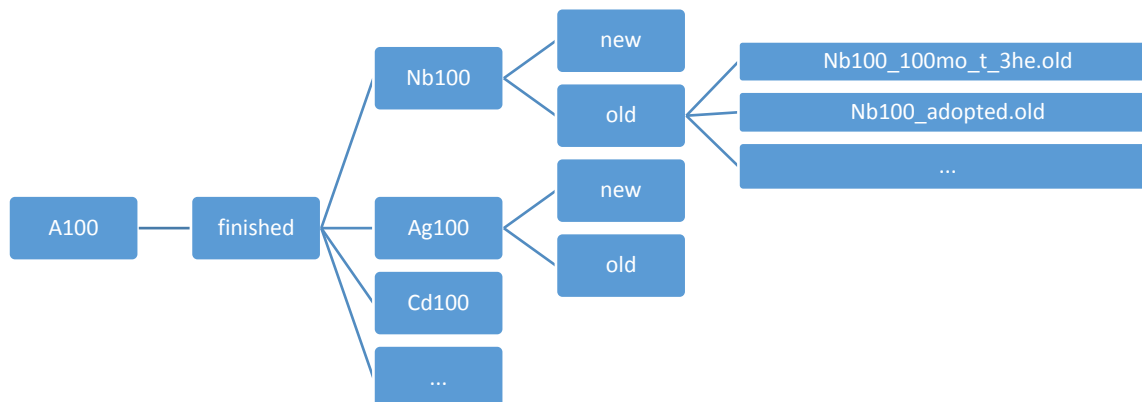 new
Nb100
Nb100_100mo_t_3he.old
old
Nb100_adopted.old
...
new
A100
finished
Ag100
old
Cd100
...